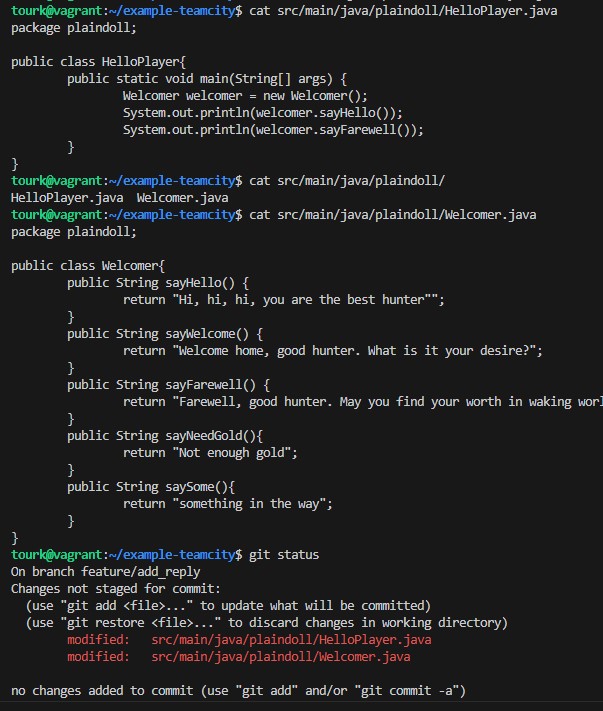 tourk@vagrant:~/example-teamcity$ cat src/main/java/plaindoll/HelloPlayer.java
package plaindoll;
public class HelloPlayer{
public static void main(String[] args) {
Welcomer welcomer = new Welcomer();
System.out.println(welcomer.sayHello());
System.out.println(welcomer.sayFarewell());
}
}
tourk@vagrant:~/example-teamcity$ cat src/main/java/plaindoll/
HelloPlayer.java  Welcomer.java
tourk@vagrant:~/example-teamcity$ cat src/main/java/plaindoll/Welcomer.java
package plaindoll;
public class Welcomer{
public String sayHello() {
return "Hi, hi, hi, you are the best hunter"";
}
public String sayWelcome() {
return "Welcome home, good hunter. What is it your desire?";
}
public String sayFarewell() {
return "Farewell, good hunter. May you find your worth in waking worl
}
public String sayNeedGold(){
return "Not enough gold";
}
public String saySome(){
return "something in the way";
}
}
tourk@vagrant:~/example-teamcity$ git status
On branch feature/add_reply
Changes not staged for commit:
(use "git add <file>..." to update what will be committed)
(use "git restore <file>..." to discard changes in working directory)
modified:   src/main/java/plaindoll/HelloPlayer.java
modified:   src/main/java/plaindoll/Welcomer.java
no changes added to commit (use "git add" and/or "git commit -a")